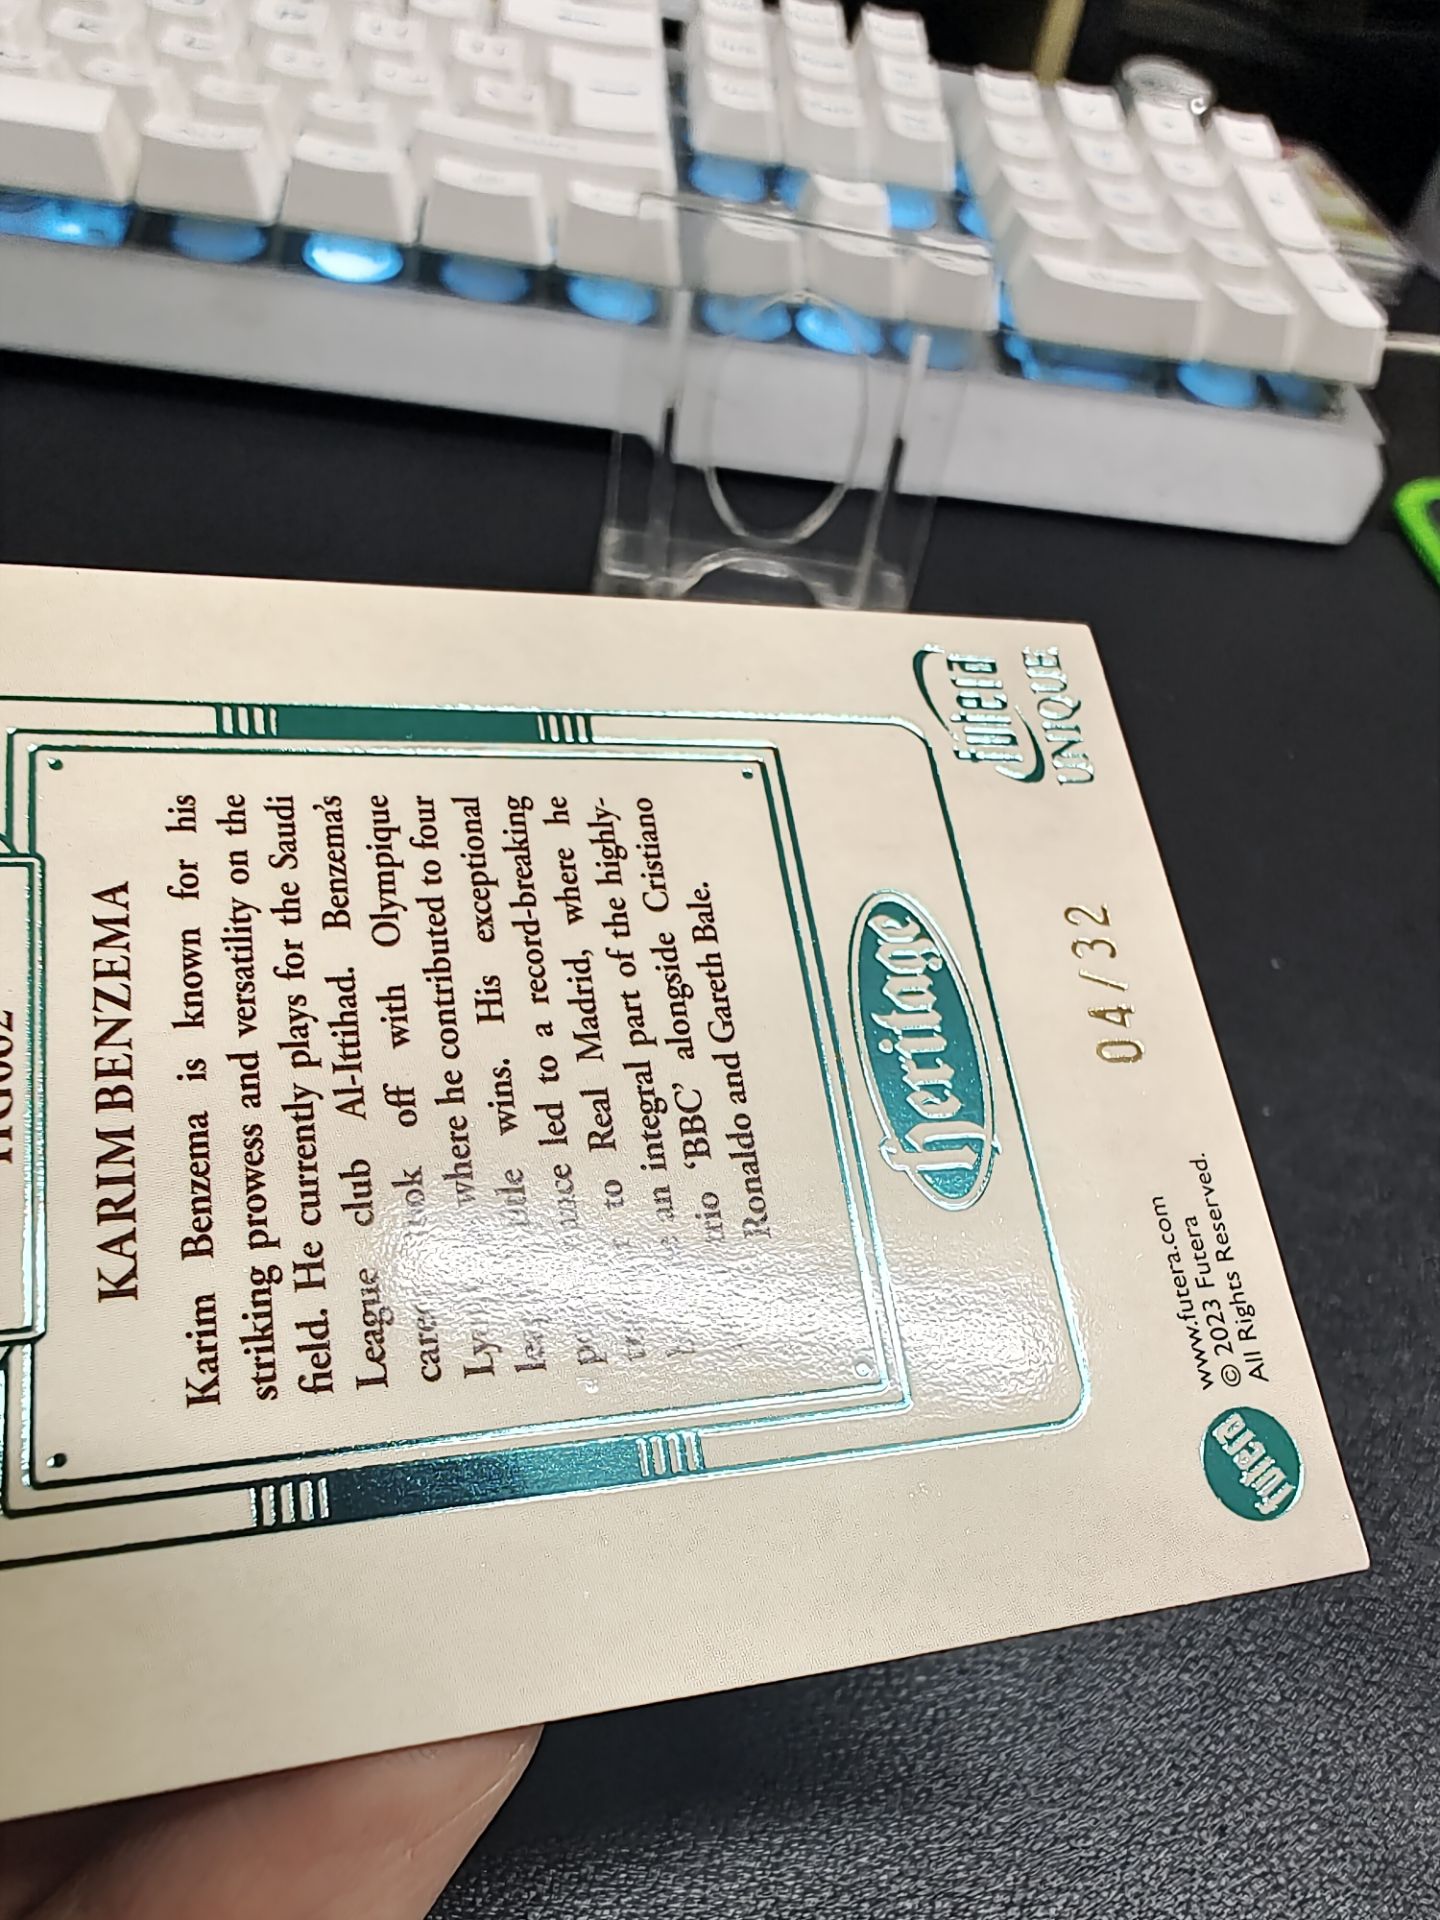 KARIM BENZEMA
Karim Benzema is known for his
striking prowess and versatility on the
field. He currently plays for the Saudi
League club Al-Ittihad. Benzema's
off with Olympique
where he contributed to four
wins. His exceptional
led to a record-breaking
to Real Madrid, where he
an integral part of the highly-
trio 'BBC' alongside Cristiano
Ronaldo and Gareth Bale.
heritage
futera
UNIQUE
04/32
www.futera.com
© 2023 Futera
All Rights Reserved.
futera